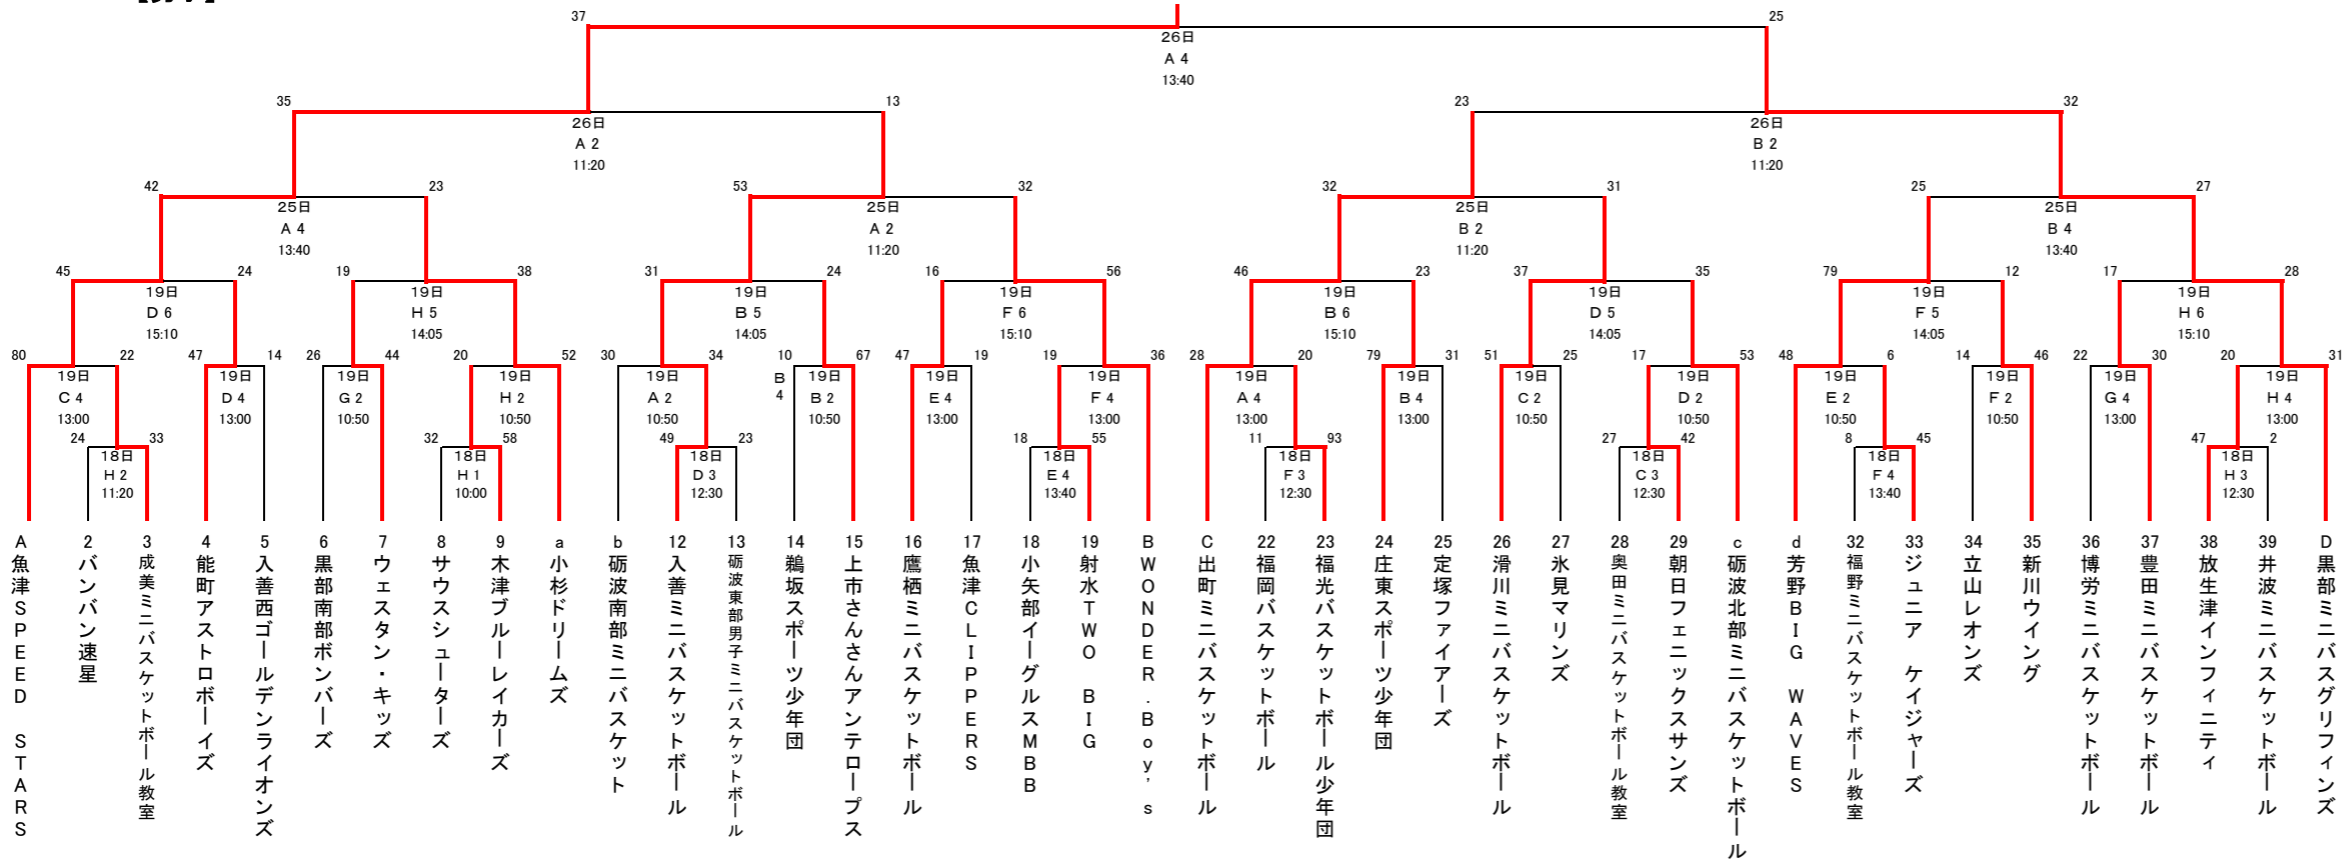 37 25
26日
A 4
13:40
35 13 23 32
26日 26日
A 2 B 2
11:20 11:20
42 23 53 32 32 31 25 27
25日 25日 25日 25日
A 4 A 2 B 2 B 4
13:40 11:20 11:20 13:40
45 24 19 38 31 24 16 56 46 23 37 35 79 12 17 28
19日 19日 19日 19日 19日 19日 19日 19日
D 6 H 5 B 5 F 6 B 6 D 5 F 5 H 6
15:10 14:05 14:05 15:10 15:10 14:05 14:05 15:10
80 22 47 14 26 44 20 52 30 34 10 67 47 19 19 36 28 20 79 31 51 25 17 53 48 6 14 46 22 30 20 31
19日 19日 19日 19日 19日 B 4 19日 19日 19日 19日 19日 19日 19日 19日 19日 19日 19日
C 4 D 4 G 2 H 2 A 2 B 2 E 4 F 4 A 4 B 4 C 2 D 2 E 2 F 2 G 4 H 4
13:00 13:00 10:50 10:50 10:50 10:50 13:00 13:00 13:00 13:00 10:50 10:50 10:50 10:50 13:00 13:00
24 33 32 58 49 23 18 55 11 93 27 42 8 45 47 2
18日 18日 18日 18日 18日 18日 18日 18日
H 2 H 1 D 3 E 4 F 3 C 3 F 4 H 3
11:20 10:00 12:30 13:40 12:30 12:30 13:40 12:30
A 魚津SPEED STARS
2 バンバン速星
3 成美ミニバスケットボール教室
4 能町アストロボーイズ
5 入善西ゴールデンライオンズ
6 黒部南部ボンバーズ
7 ウェスタン・キッズ
8 サウスシューターズ
9 木津ブルーレイカーズ
a 小杉ドリームズ
b 砺波南部ミニバスケット
12 入善ミニバスケットボール
13 砺波東部男子ミニバスケットボール
14 鵜坂スポーツ少年団
15 上市さんさんアンテロープス
16 鷹栖ミニバスケットボール
17 魚津CLIPPERS
18 小矢部イーグルスMBB
19 射水TWO BIG
B WONDER.Boy's
C 出町ミニバスケットボール
22 福岡バスケットボール
23 福光バスケットボール少年団
24 庄東スポーツ少年団
25 定塚ファイアーズ
26 滑川ミニバスケットボール
27 氷見マリンズ
28 奥田ミニバスケットボール教室
29 朝日フェニックスサンズ
c 砺波北部ミニバスケットボール
d 芳野BIG WAVES
32 福野ミニバスケットボール教室
33 ジュニア ケイジャーズ
34 立山レオンズ
35 新川ウイング
36 博労ミニバスケットボール
37 豊田ミニバスケットボール
38 放生津インフィニティ
39 井波ミニバスケットボール
D 黒部ミニバスグリフィンズ